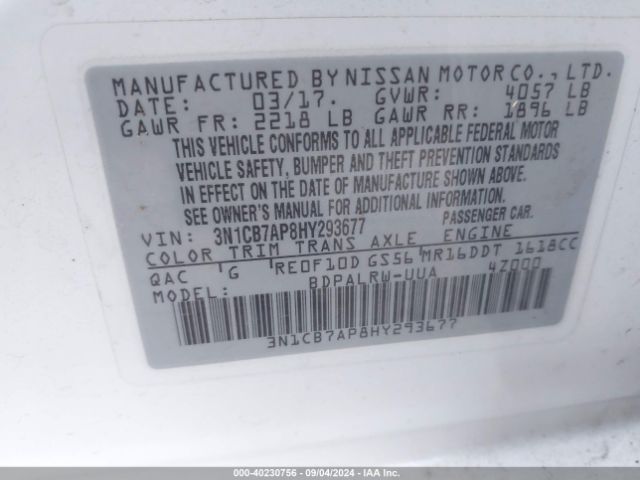 MANUFACTURED BY NISSAN MOTOR CO., LTD.
DATE: 03/17. GVWR: 4057 LB
GAWR FR: 2218 LB GAWR RR: 1896 LB
THIS VEHICLE CONFORMS TO ALL APPLICABLE FEDERAL MOTOR
VEHICLE SAFETY, BUMPER AND THEFT PREVENTION STANDARDS
IN EFFECT ON THE DATE OF MANUFACTURE SHOWN ABOVE.
SEE OWNER'S MANUAL FOR ADDITIONAL INFORMATION.
VIN: 3N1CB7AP8HY293677 PASSENGER CAR.
COLOR TRIM TRANS AXLE ENGINE
QAC G RE0F10D GS56 MR16DDT 1618CC
MODEL: BDPALRW-UUA 4Z000
3N1CB7AP8HY293677
000-40230756 - 09/04/2024 - IAAI.COM